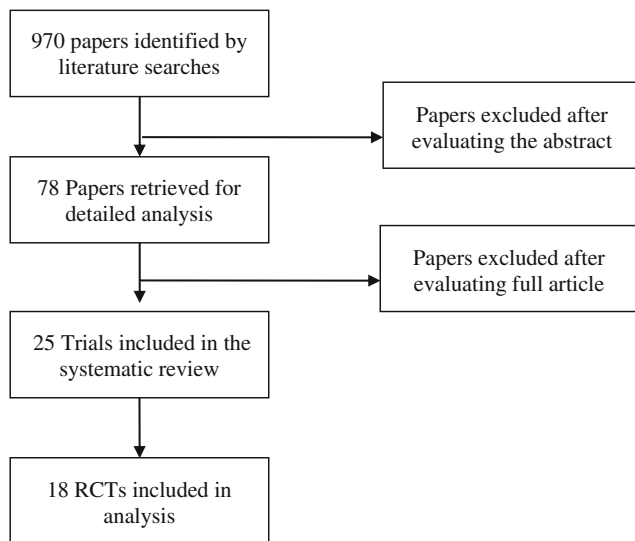 970 papers identified by
literature searches
Papers excluded after
evaluating the abstract
78 Papers retrieved for
detailed analysis
Papers excluded after
evaluating full article
25 Trials included in the
systematic review
18 RCTs included in
analysis